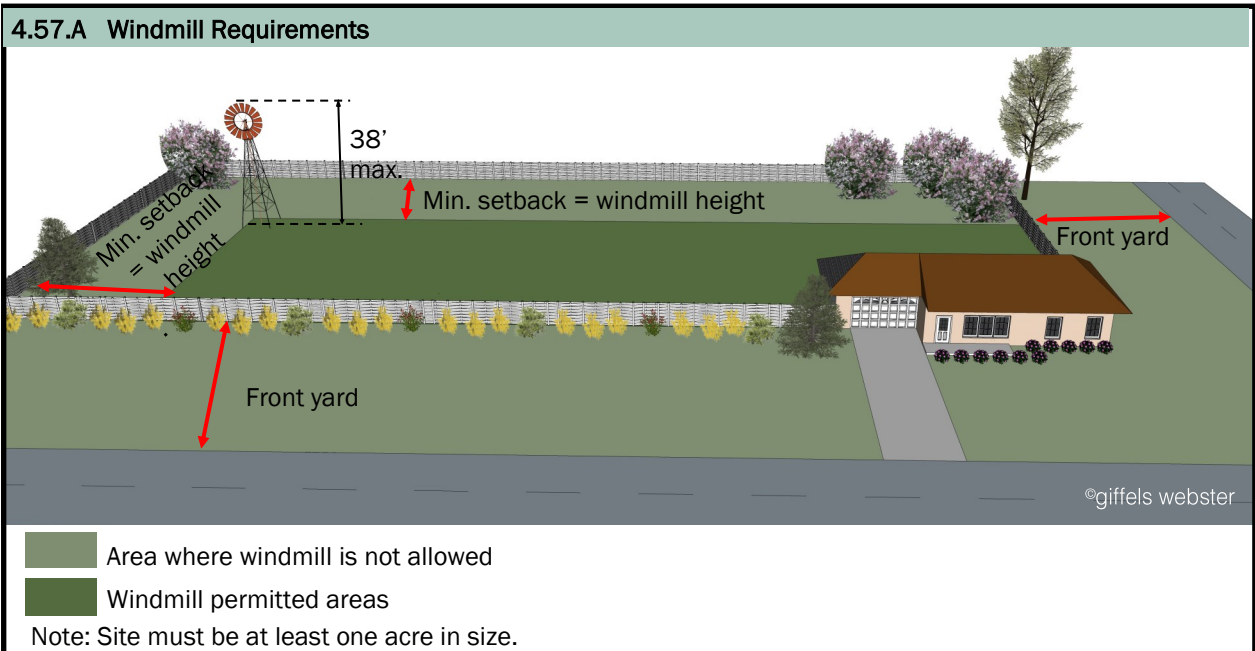 4.57.A Windmill Requirements
38’
max.
Min. setback = windmill height
Min. setback
= windmill
height
Front yard
Front yard
©giffels webster
Area where windmill is not allowed
Windmill permitted areas
Note: Site must be at least one acre in size.